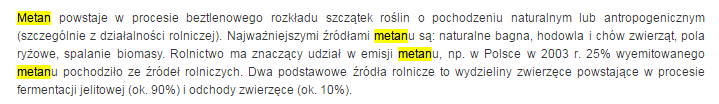 Metan powstaje w procesie beztlenowego rozkładu szczątek roślin o pochodzeniu naturalnym lub antropogenicznym
(szczególnie z działalności rolniczej). Najważniejszymi źródłami metanu są: naturalne bagna, hodowla i chów zwierząt, pola
ryżowe, spalanie biomasy. Rolnictwo ma znaczący udział w emisji metanu, np. w Polsce w 2003 r. 25% wyemitowanego
metanu pochodziło ze źródeł rolniczych. Dwa podstawowe źródła rolnicze to wydzieliny zwierzęce powstające w procesie
fermentacji jelitowej (ok. 90%) i odchody zwierzęce (ok. 10%).